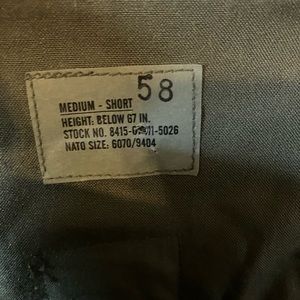 58
MEDIUM - SHORT
HEIGHT: BELOW 67 IN.
STOCK NO.
NATO SIZE: 6070/9404